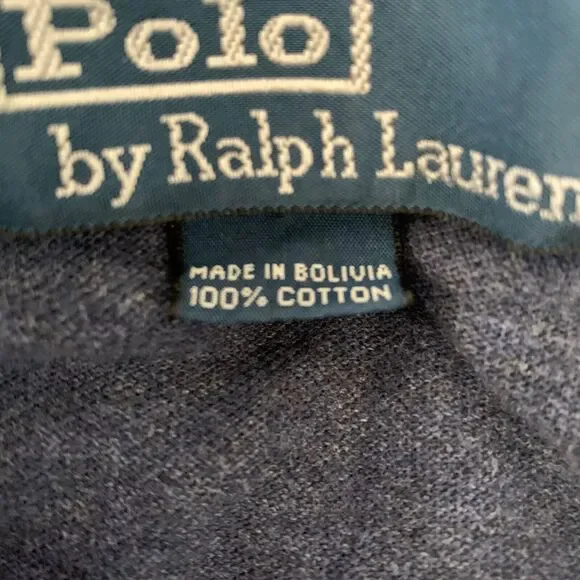 Polo
by Ralph Lauren
MADE IN BOLIVIA
100% COTTON